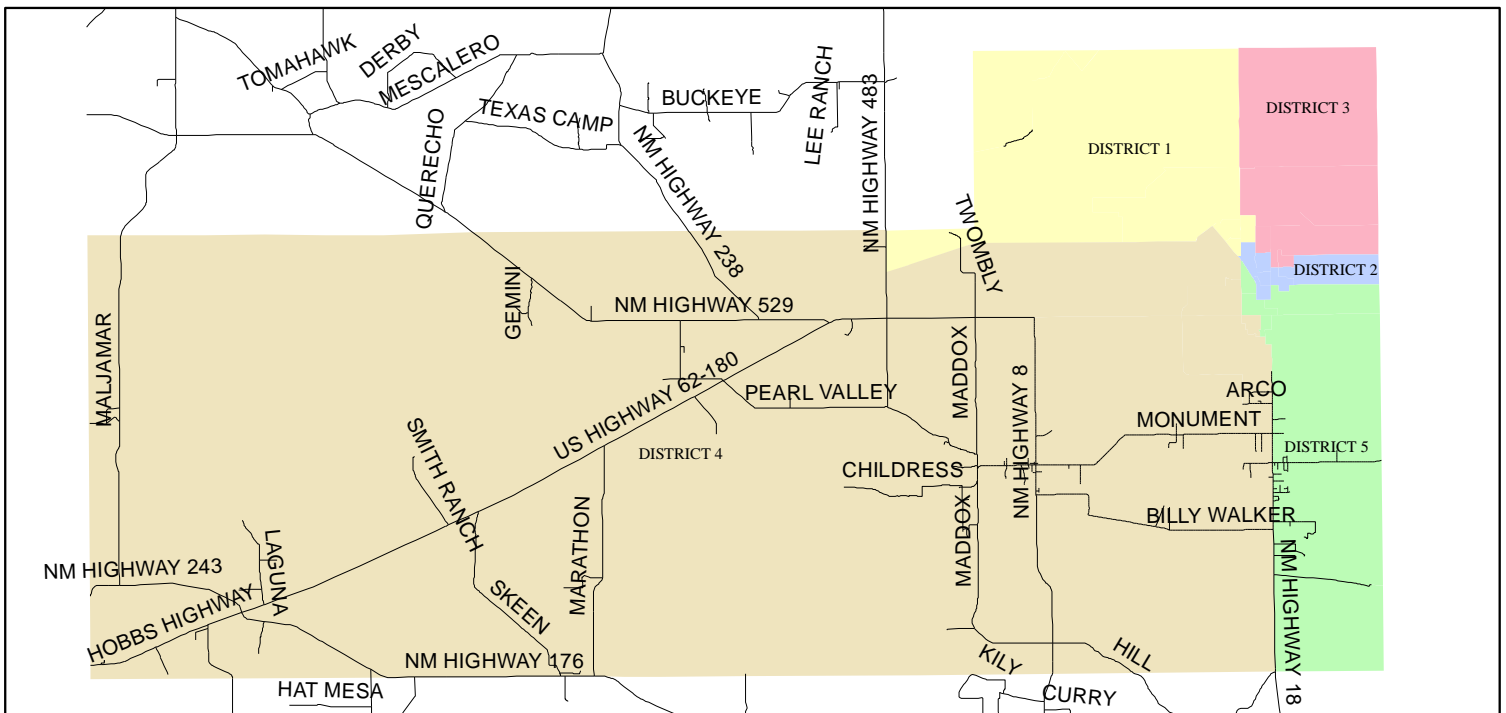 TOMAHAWK
DERBY
MESCALERO
QUERECHO
TEXAS CAMP
BUCKEYE
LEE RANCH
NM HIGHWAY 483
NM HIGHWAY 238
DISTRICT 3
DISTRICT 1
TWOMBLY
DISTRICT 2
GEMINI
NM HIGHWAY 529
MALJAMAR
US HIGHWAY 62-180
PEARL VALLEY
MADDOX
NM HIGHWAY 8
ARCO
MONUMENT
SMITH RANCH
DISTRICT 4
DISTRICT 5
CHILDRESS
MARATHON
MADDOX
BILLY WALKER
LAGUNA
NM HIGHWAY 243
HOBBS HIGHWAY
SKEEN
NM HIGHWAY 18
NM HIGHWAY 176
KILY
HILL
HAT MESA
CURRY